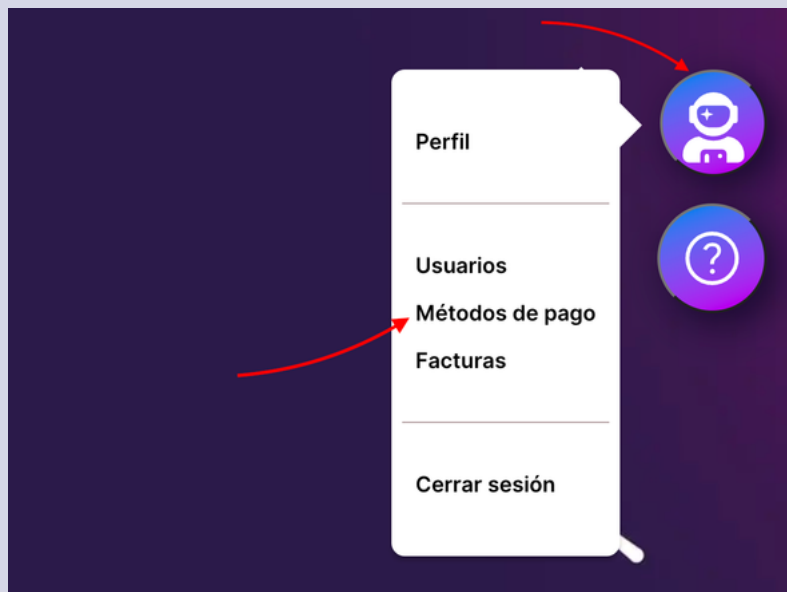 Perfil
Usuarios
Métodos de pago
Facturas
Cerrar sesión
?